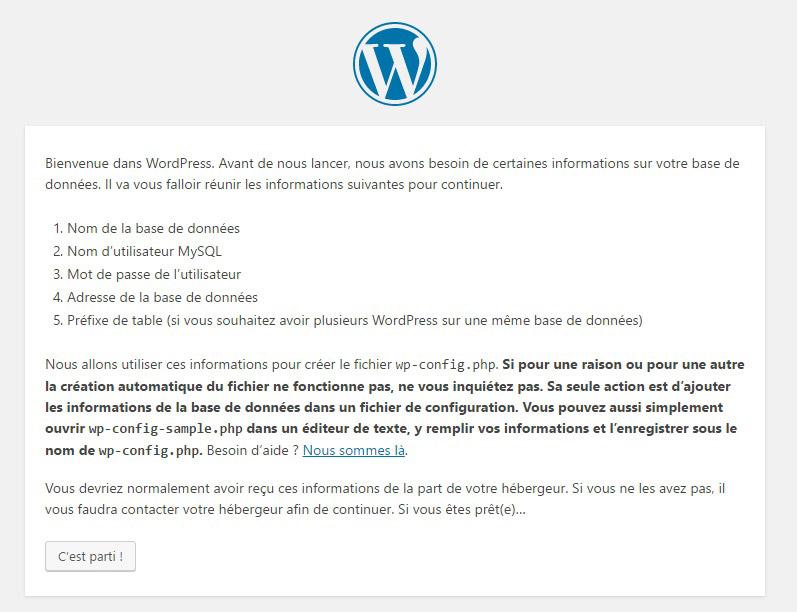 Bienvenue dans WordPress. Avant de nous lancer, nous avons besoin de certaines informations sur votre base de
données. Il va vous falloir réunir les informations suivantes pour continuer.
1. Nom de la base de données
2. Nom d’utilisateur MySQL
3. Mot de passe de l’utilisateur
4. Adresse de la base de données
5. Préfixe de table (si vous souhaitez avoir plusieurs WordPress sur une même base de données)
Nous allons utiliser ces informations pour créer le fichier wp-config.php. Si pour une raison ou pour une autre
la création automatique du fichier ne fonctionne pas, ne vous inquiétez pas. Sa seule action est d’ajouter
les informations de la base de données dans un fichier de configuration. Vous pouvez aussi simplement
ouvrir wp-config-sample.php dans un éditeur de texte, y remplir vos informations et l’enregistrer sous le
nom de wp-config.php. Besoin d’aide ? Nous sommes là.
Vous devriez normalement avoir reçu ces informations de la part de votre hébergeur. Si vous ne les avez pas, il
vous faudra contacter votre hébergeur afin de continuer. Si vous êtes prêt(e)…
C’est parti !